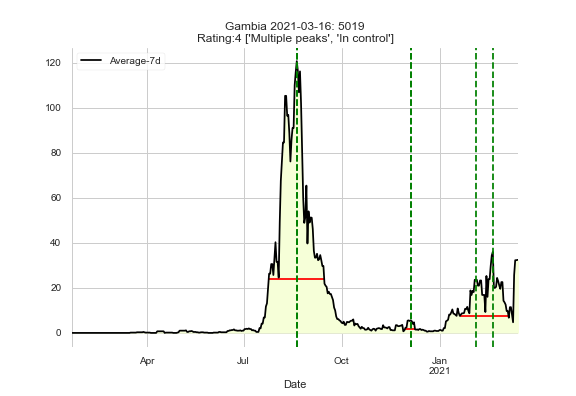 Gambia 2021-03-16: 5019
Rating:4 ['Multiple peaks', 'In control']
Average-7d
120
100
80
60
40
20
0
Apr
Jul
Oct
Jan
2021
Date